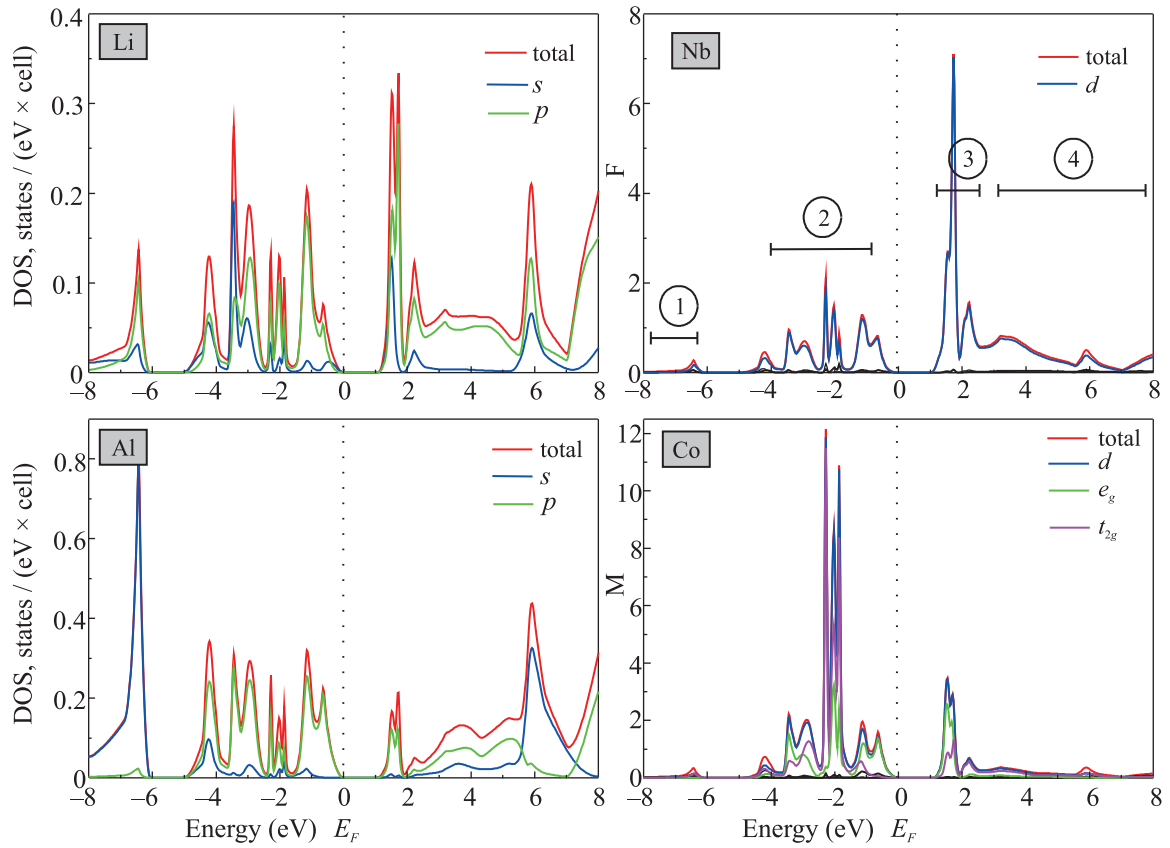 Li
total
s
p
DOS, states / (eV × cell)
0.4
0.3
0.2
0.1
0
−8
−6
−4
−2
0
2
4
6
8
Nb
total
d
F
8
6
4
2
0
1
2
3
4
−8
−6
−4
−2
0
2
4
6
8
Al
total
s
p
DOS, states / (eV × cell)
0.8
0.6
0.4
0.2
0
−8
−6
−4
−2
0
2
4
6
8
Energy (eV) E_F
Co
total
d
e_g
t_2g
M
12
10
8
6
4
2
0
−8
−6
−4
−2
0
2
4
6
8
Energy (eV) E_F